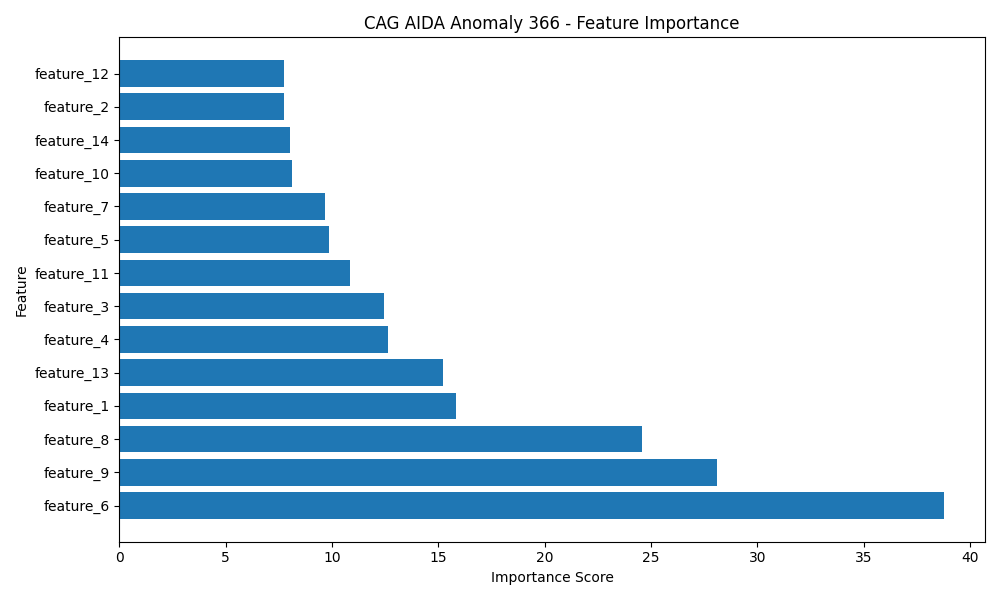 CAG AIDA Anomaly 366 - Feature Importance
Feature
feature_12
feature_2
feature_14
feature_10
feature_7
feature_5
feature_11
feature_3
feature_4
feature_13
feature_1
feature_8
feature_9
feature_6
0 5 10 15 20 25 30 35 40
Importance Score